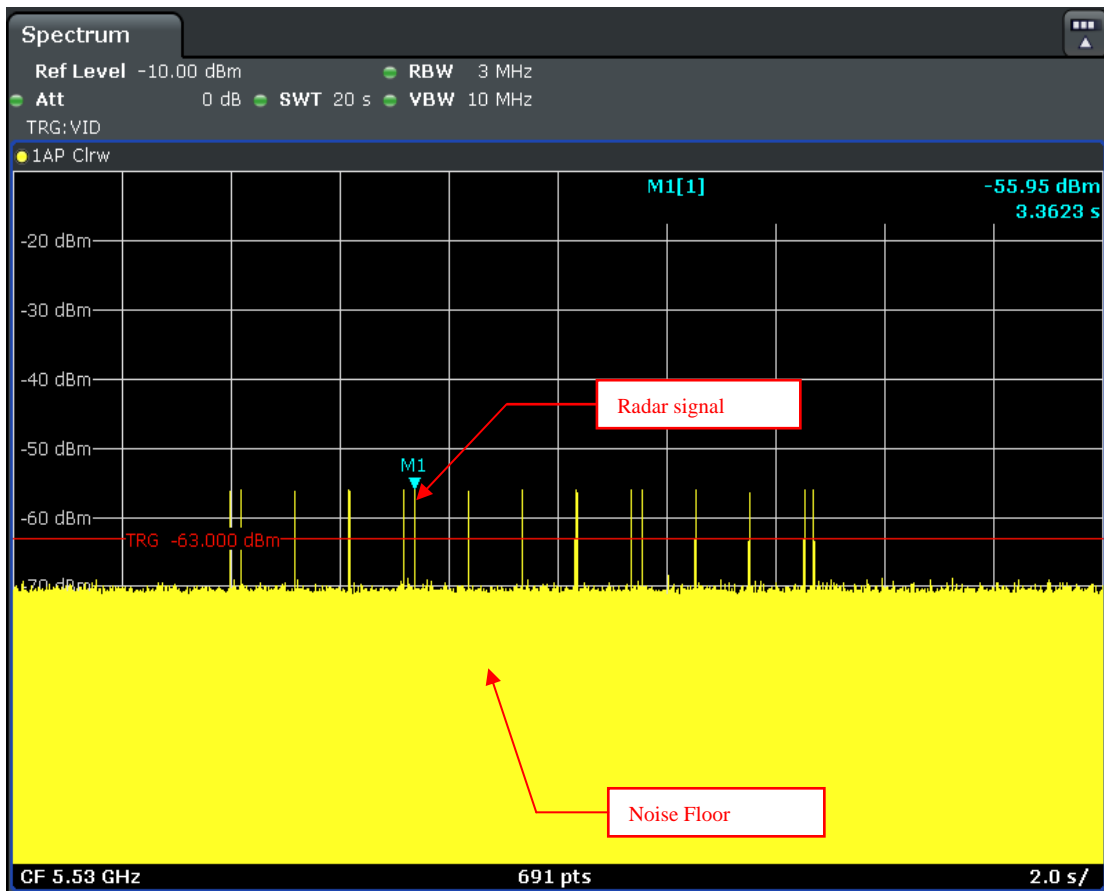 Spectrum
Ref Level -10.00 dBm RBW 3 MHz
Att 0 dB SWT 20 s VBW 10 MHz
TRG:VID
1AP Clrw
M1[1] -55.95 dBm
3.3623 s
-20 dBm
-30 dBm
-40 dBm
Radar signal
-50 dBm
M1
-60 dBm
TRG -63.000 dBm
-70 dBm
Noise Floor
CF 5.53 GHz 691 pts 2.0 s/